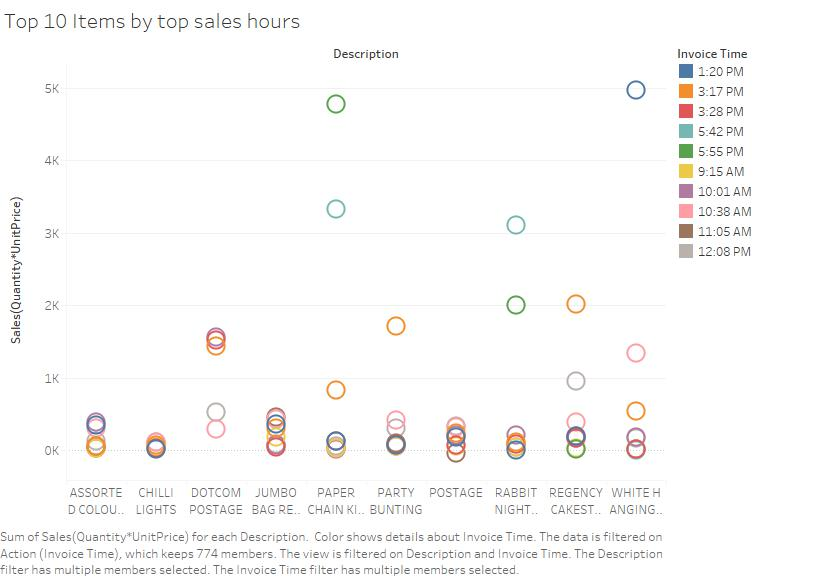 Top 10 Items by top sales hours
Description
Invoice Time
1:20 PM
3:17 PM
3:28 PM
5:42 PM
5:55 PM
9:15 AM
10:01 AM
10:38 AM
11:05 AM
12:08 PM
Sales(Quantity*UnitPrice)
5K
4K
3K
2K
1K
0K
ASSORTE
D COLOU..
CHILLI
LIGHTS
DOTCOM
POSTAGE
JUMBO
BAG RE..
PAPER
CHAIN KI..
PARTY
BUNTING
POSTAGE
RABBIT
NIGHT..
REGENCY
CAKEST..
WHITE H
ANGING..
Sum of Sales(Quantity*UnitPrice) for each Description.  Color shows details about Invoice Time. The data is filtered on
Action (Invoice Time), which keeps 774 members. The view is filtered on Description and Invoice Time. The Description
filter has multiple members selected. The Invoice Time filter has multiple members selected.